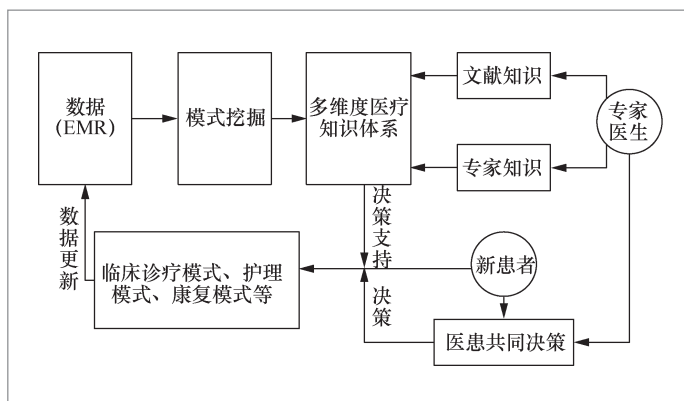 数据
(EMR)
模式挖掘
多维度医疗
知识体系
文献知识
专家知识
专家
医生
数据更新
决策支持
临床诊疗模式、护理
模式、康复模式等
新患者
决策
医患共同决策